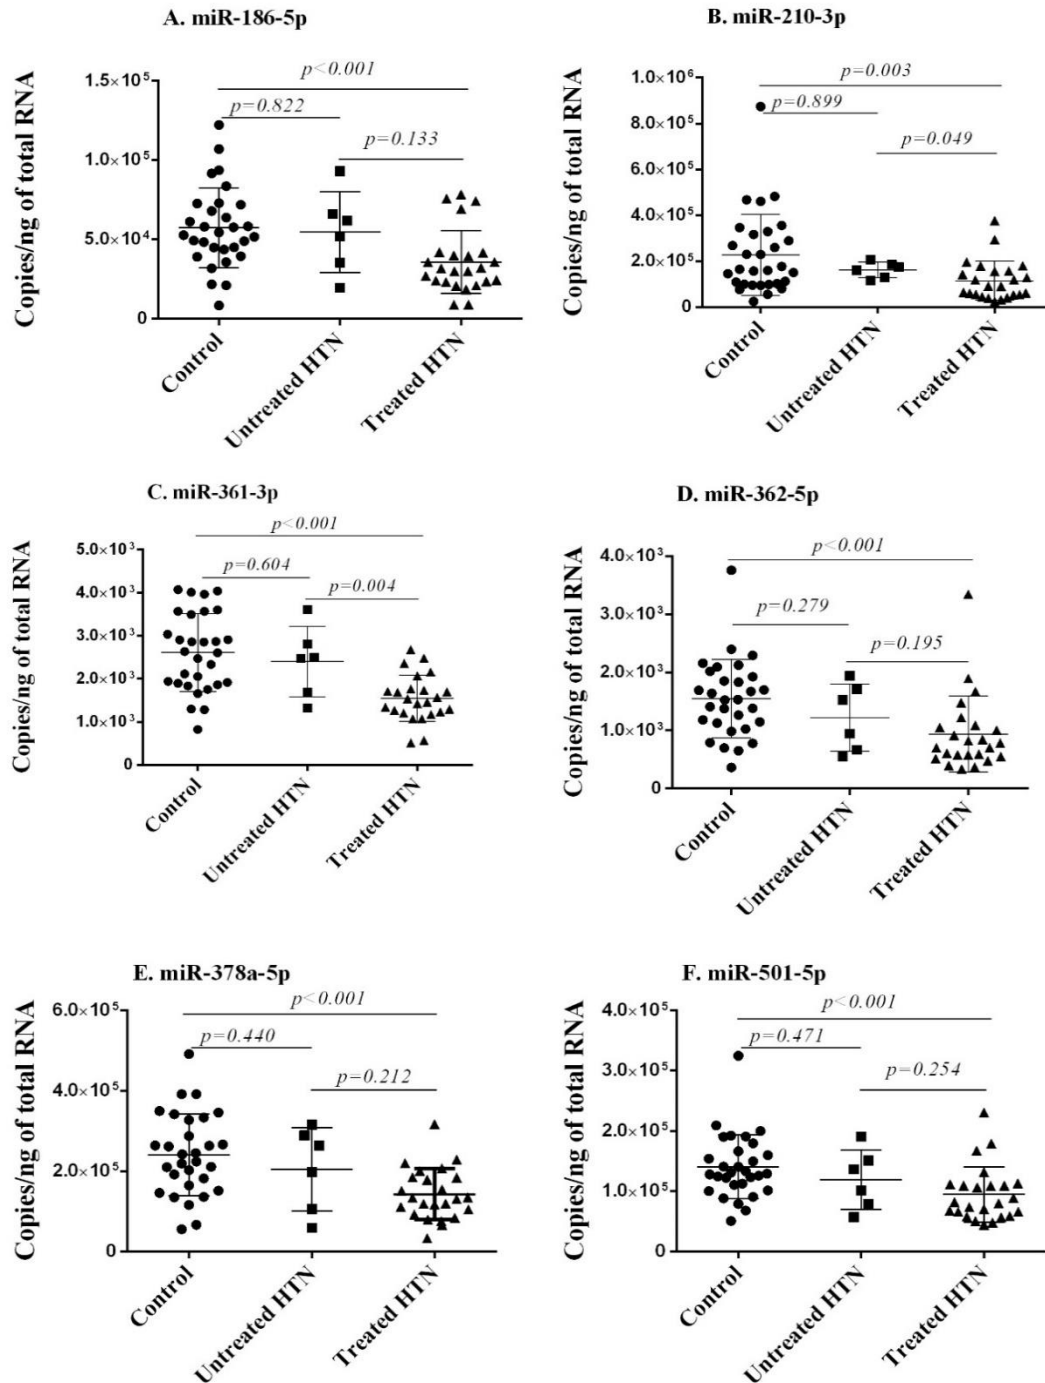 A. miR-186-5p
Copies/ng of total RNA
1.5×10⁵
1.0×10⁵
5.0×10⁴
0
p<0.001
p=0.822
p=0.133
Control
Untreated HTN
Treated HTN
B. miR-210-3p
Copies/ng of total RNA
1.0×10⁶
8.0×10⁵
6.0×10⁵
4.0×10⁵
2.0×10⁵
0
p=0.003
p=0.899
p=0.049
Control
Untreated HTN
Treated HTN
C. miR-361-3p
Copies/ng of total RNA
5.0×10³
4.0×10³
3.0×10³
2.0×10³
1.0×10³
0
p<0.001
p=0.604
p=0.004
Control
Untreated HTN
Treated HTN
D. miR-362-5p
Copies/ng of total RNA
4.0×10³
3.0×10³
2.0×10³
1.0×10³
0
p<0.001
p=0.279
p=0.195
Control
Untreated HTN
Treated HTN
E. miR-378a-5p
Copies/ng of total RNA
6.0×10⁵
4.0×10⁵
2.0×10⁵
0
p<0.001
p=0.440
p=0.212
Control
Untreated HTN
Treated HTN
F. miR-501-5p
Copies/ng of total RNA
4.0×10⁵
3.0×10⁵
2.0×10⁵
1.0×10⁵
0
p<0.001
p=0.471
p=0.254
Control
Untreated HTN
Treated HTN